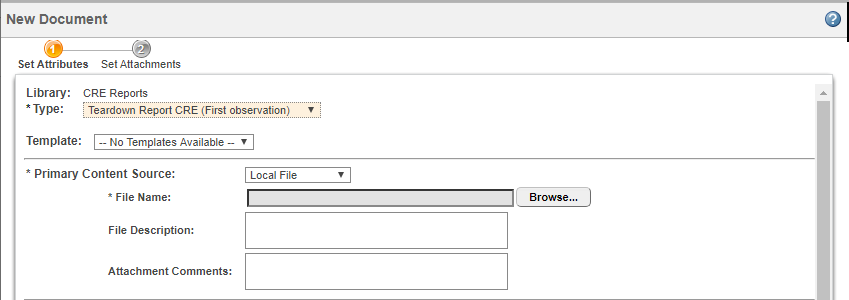 New Document
?
1 2
Set Attributes Set Attachments
Library: CRE Reports
* Type: Teardown Report CRE (First observation)
Template: -- No Templates Available --
* Primary Content Source: Local File
* File Name: Browse...
File Description:
Attachment Comments: